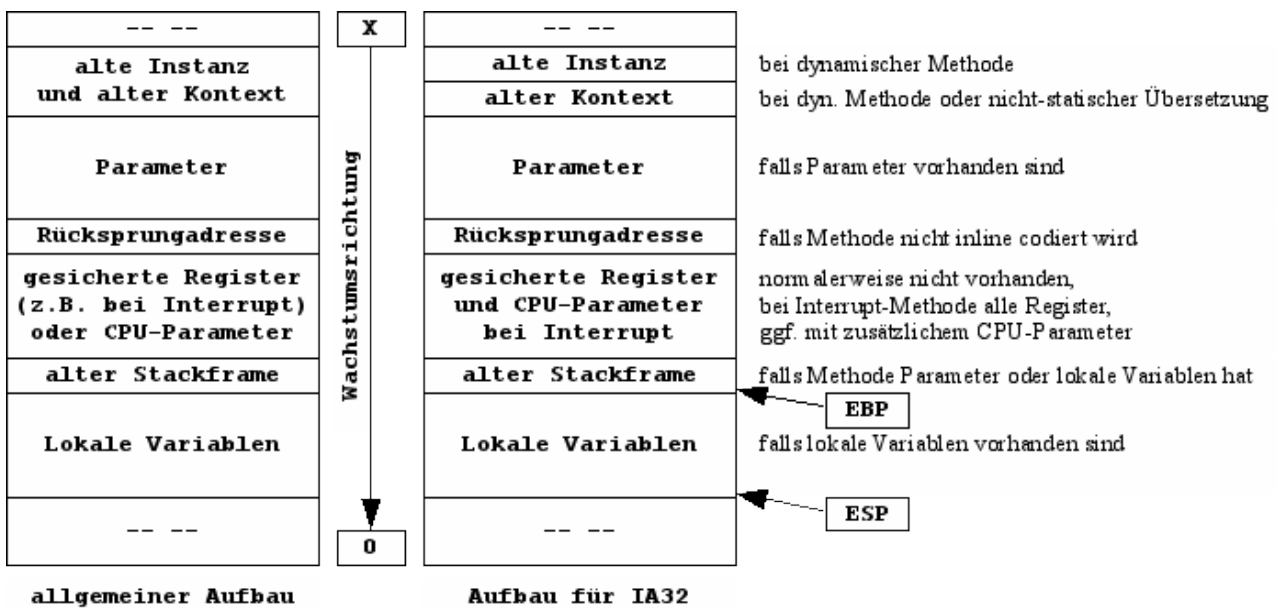 -- --
alte Instanz
und alter Kontext
Parameter
Rücksprungadresse
gesicherte Register
(z.B. bei Interrupt)
oder CPU-Parameter
alter Stackframe
Lokale Variablen
-- --
allgemeiner Aufbau
X
Wachstumsrichtung
0
-- --
alte Instanz
alter Kontext
Parameter
Rücksprungadresse
gesicherte Register
und CPU-Parameter
bei Interrupt
alter Stackframe
Lokale Variablen
-- --
Aufbau für IA32
bei dynamischer Methode
bei dyn. Methode oder nicht-statischer Übersetzung
falls Parameter vorhanden sind
falls Methode nicht inline codiert wird
normalerweise nicht vorhanden,
bei Interrupt-Methode alle Register,
ggf. mit zusätzlichem CPU-Parameter
falls Methode Parameter oder lokale Variablen hat
EBP
falls lokale Variablen vorhanden sind
ESP